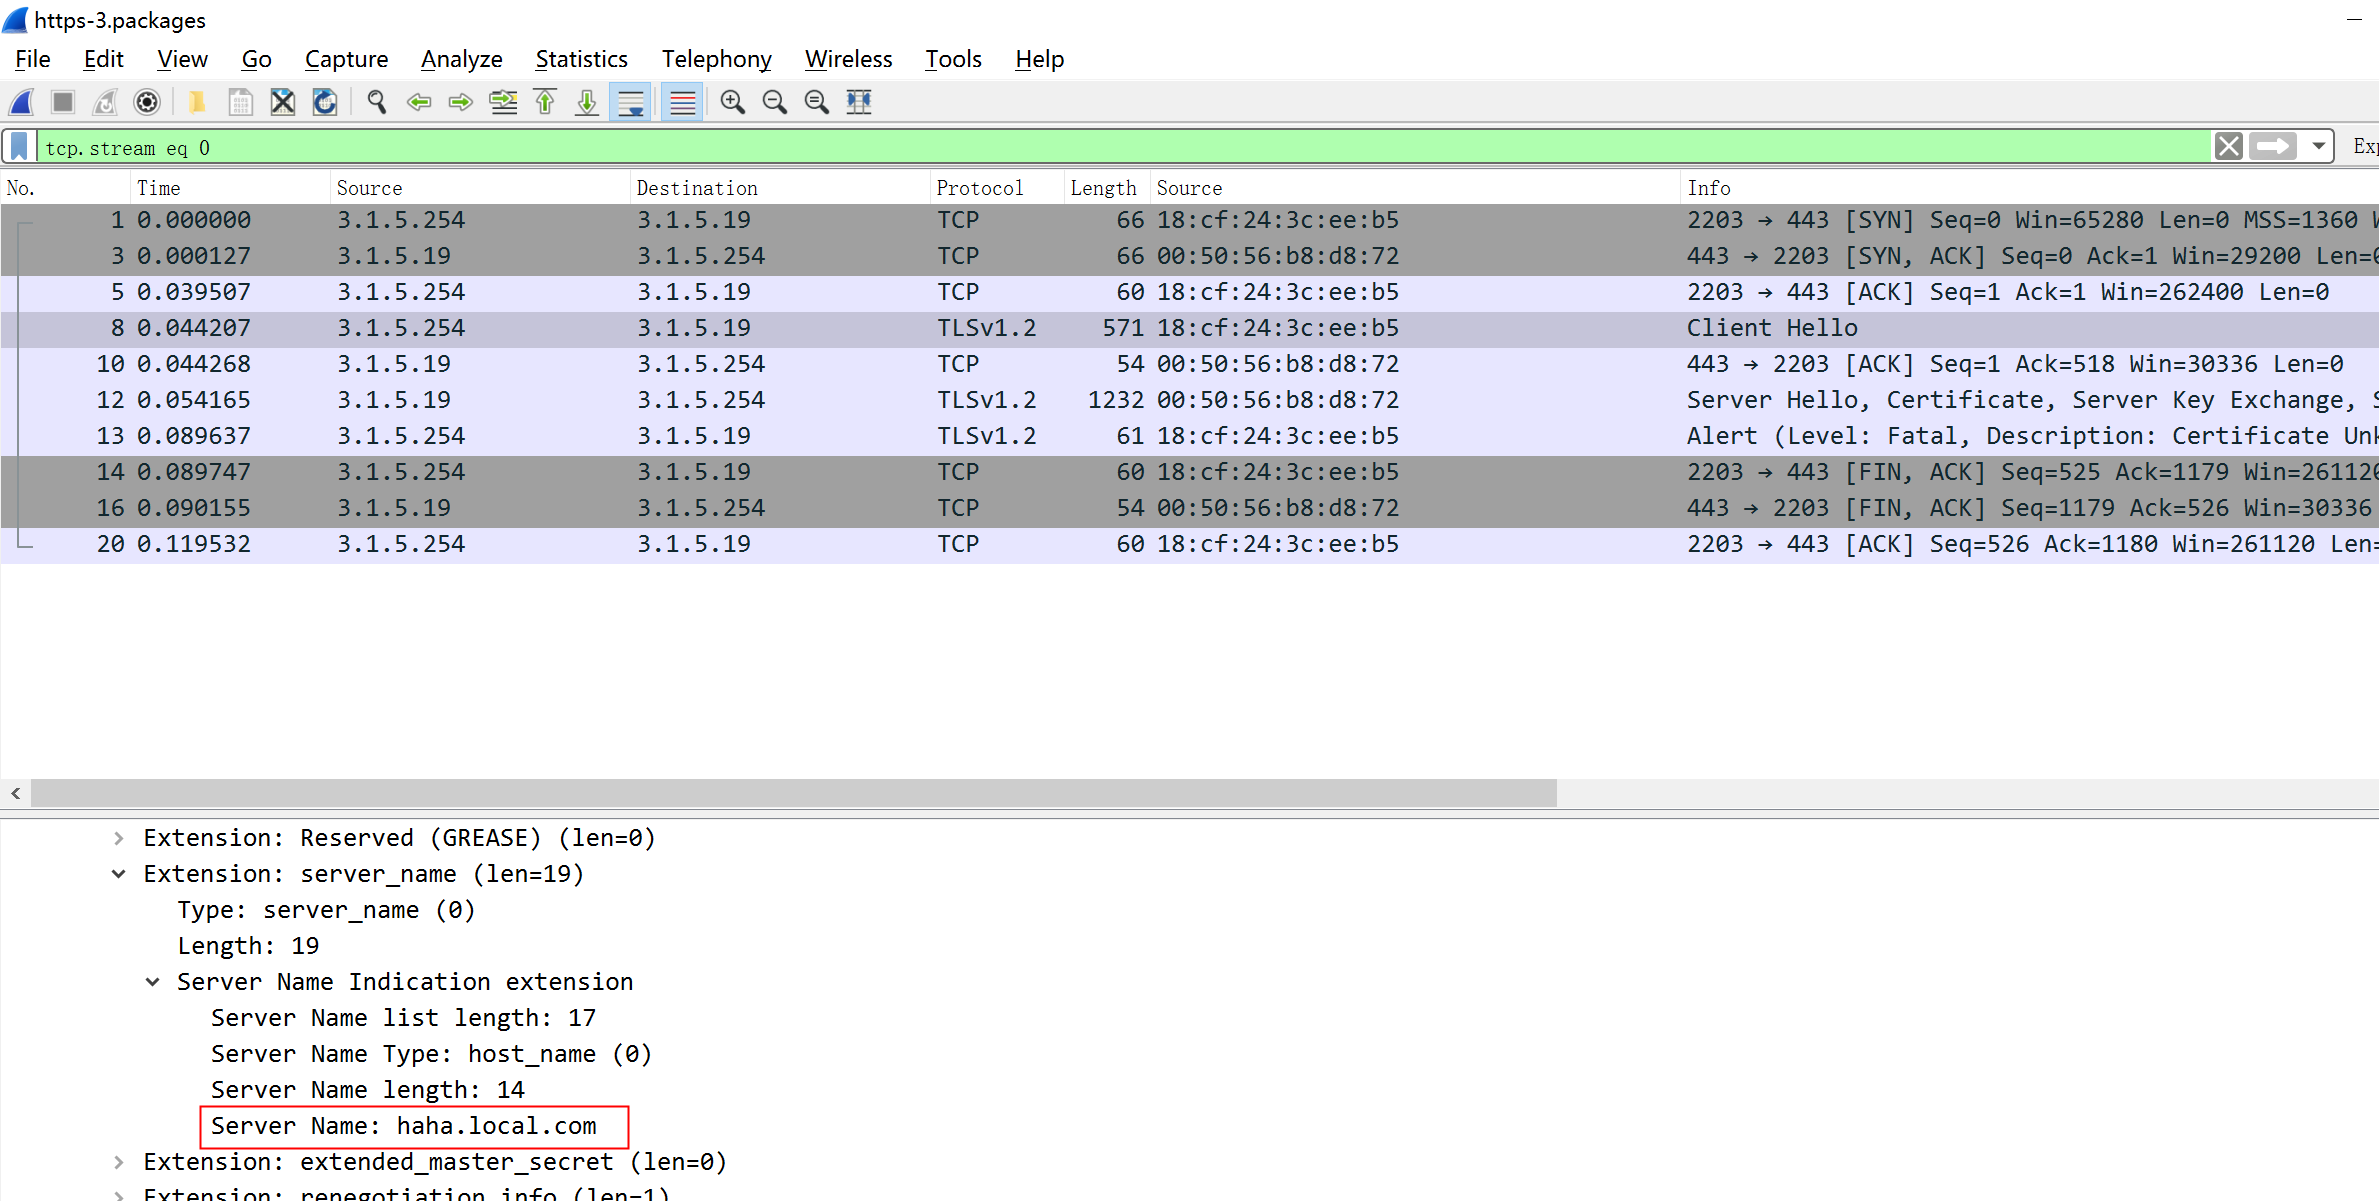 https-3.packages
File Edit View Go Capture Analyze Statistics Telephony Wireless Tools Help
tcp.stream eq 0
No. Time Source Destination Protocol Length Source Info
1 0.000000 3.1.5.254 3.1.5.19 TCP 66 18:cf:24:3c:ee:b5 2203 → 443 [SYN] Seq=0 Win=65280 Len=0 MSS=1360
3 0.000127 3.1.5.19 3.1.5.254 TCP 66 00:50:56:b8:d8:72 443 → 2203 [SYN, ACK] Seq=0 Ack=1 Win=29200 Len=0
5 0.039507 3.1.5.254 3.1.5.19 TCP 60 18:cf:24:3c:ee:b5 2203 → 443 [ACK] Seq=1 Ack=1 Win=262400 Len=0
8 0.044207 3.1.5.254 3.1.5.19 TLSv1.2 571 18:cf:24:3c:ee:b5 Client Hello
10 0.044268 3.1.5.19 3.1.5.254 TCP 54 00:50:56:b8:d8:72 443 → 2203 [ACK] Seq=1 Ack=518 Win=30336 Len=0
12 0.054165 3.1.5.19 3.1.5.254 TLSv1.2 1232 00:50:56:b8:d8:72 Server Hello, Certificate, Server Key Exchange,
13 0.089637 3.1.5.254 3.1.5.19 TLSv1.2 61 18:cf:24:3c:ee:b5 Alert (Level: Fatal, Description: Certificate Unk
14 0.089747 3.1.5.254 3.1.5.19 TCP 60 18:cf:24:3c:ee:b5 2203 → 443 [FIN, ACK] Seq=525 Ack=1179 Win=261120
16 0.090155 3.1.5.19 3.1.5.254 TCP 54 00:50:56:b8:d8:72 443 → 2203 [FIN, ACK] Seq=1179 Ack=526 Win=30336
20 0.119532 3.1.5.254 3.1.5.19 TCP 60 18:cf:24:3c:ee:b5 2203 → 443 [ACK] Seq=526 Ack=1180 Win=261120 Len=
Extension: Reserved (GREASE) (len=0)
Extension: server_name (len=19)
Type: server_name (0)
Length: 19
Server Name Indication extension
Server Name list length: 17
Server Name Type: host_name (0)
Server Name length: 14
Server Name: haha.local.com
Extension: extended_master_secret (len=0)
Extension: renegotiation_info (len=1)